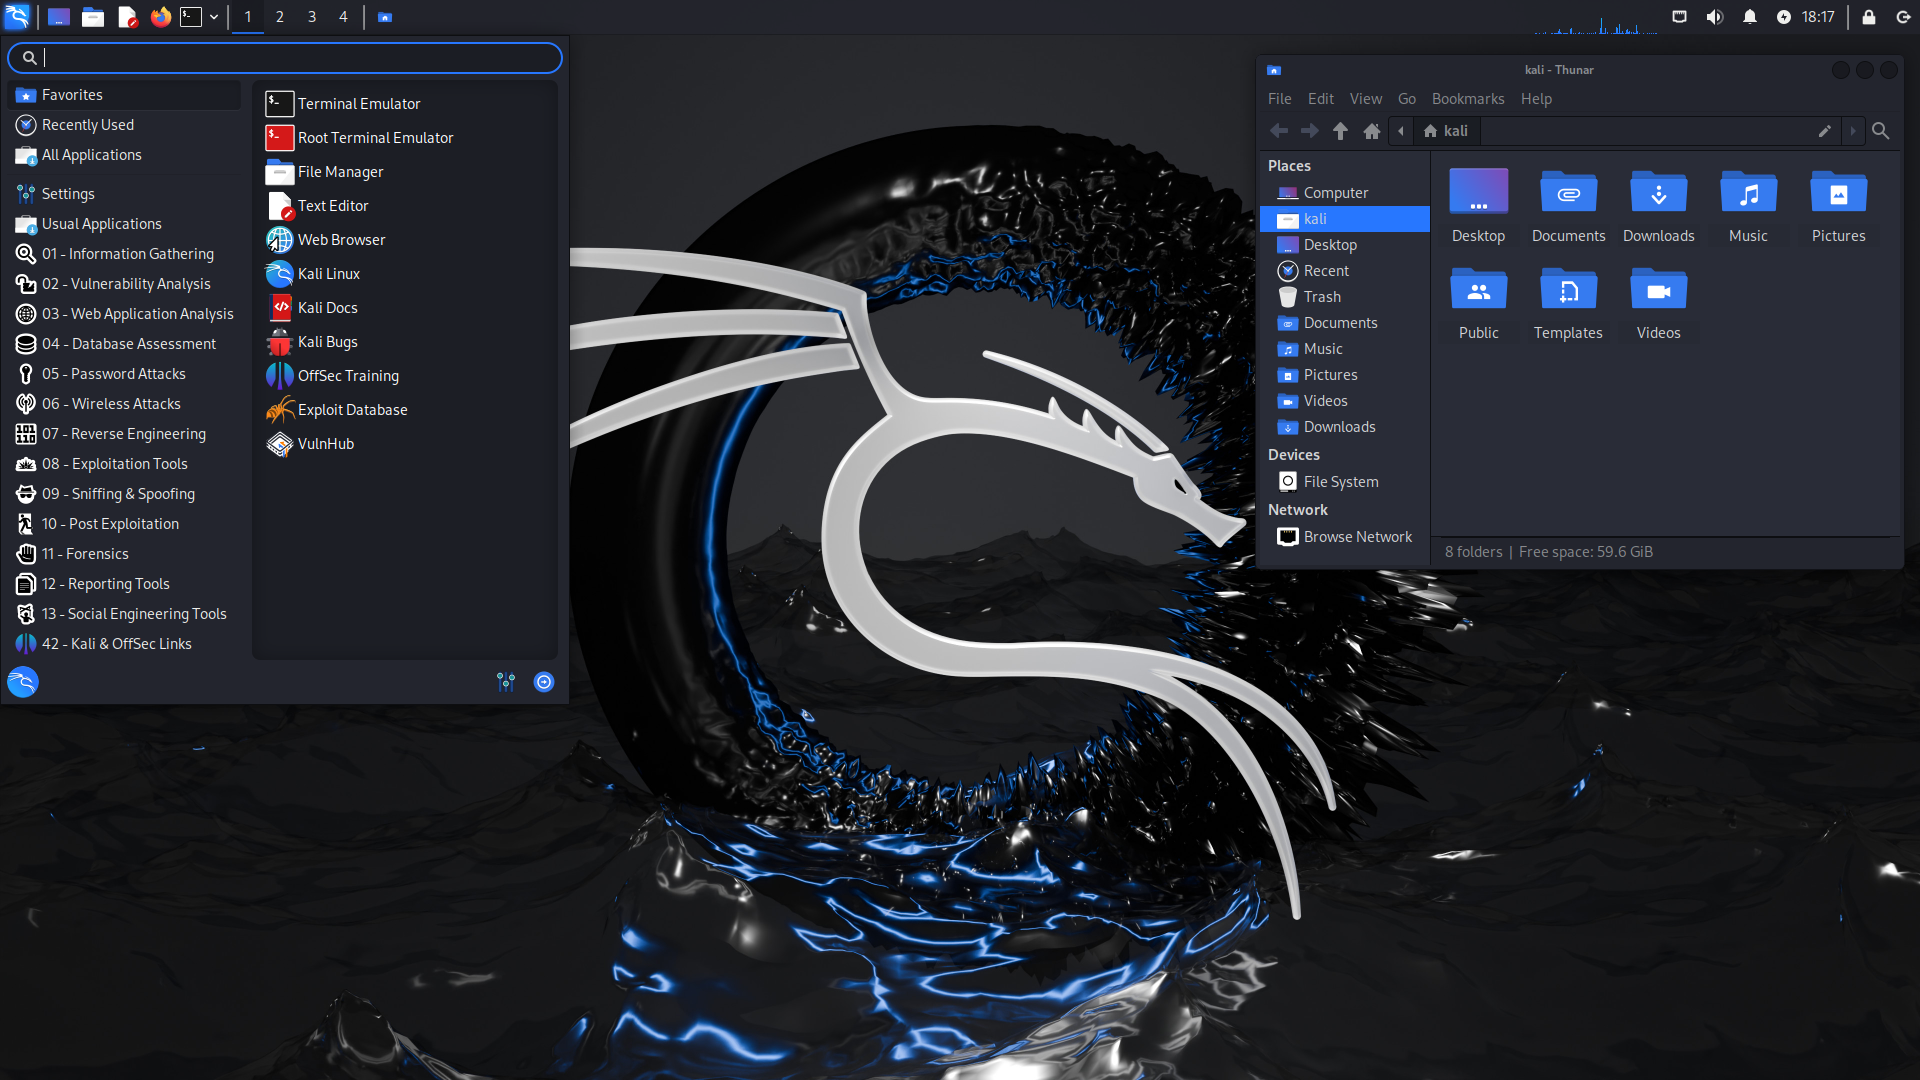 1 2 3 4
18:17
Favorites
Recently Used
All Applications
Settings
Usual Applications
01 - Information Gathering
02 - Vulnerability Analysis
03 - Web Application Analysis
04 - Database Assessment
05 - Password Attacks
06 - Wireless Attacks
07 - Reverse Engineering
08 - Exploitation Tools
09 - Sniffing & Spoofing
10 - Post Exploitation
11 - Forensics
12 - Reporting Tools
13 - Social Engineering Tools
42 - Kali & OffSec Links
Terminal Emulator
Root Terminal Emulator
File Manager
Text Editor
Web Browser
Kali Linux
Kali Docs
Kali Bugs
OffSec Training
Exploit Database
VulnHub
kali - Thunar
File Edit View Go Bookmarks Help
kali
Places
Computer
kali
Desktop
Recent
Trash
Documents
Music
Pictures
Videos
Downloads
Devices
File System
Network
Browse Network
Desktop Documents Downloads Music Pictures
Public Templates Videos
8 folders | Free space: 59.6 GiB